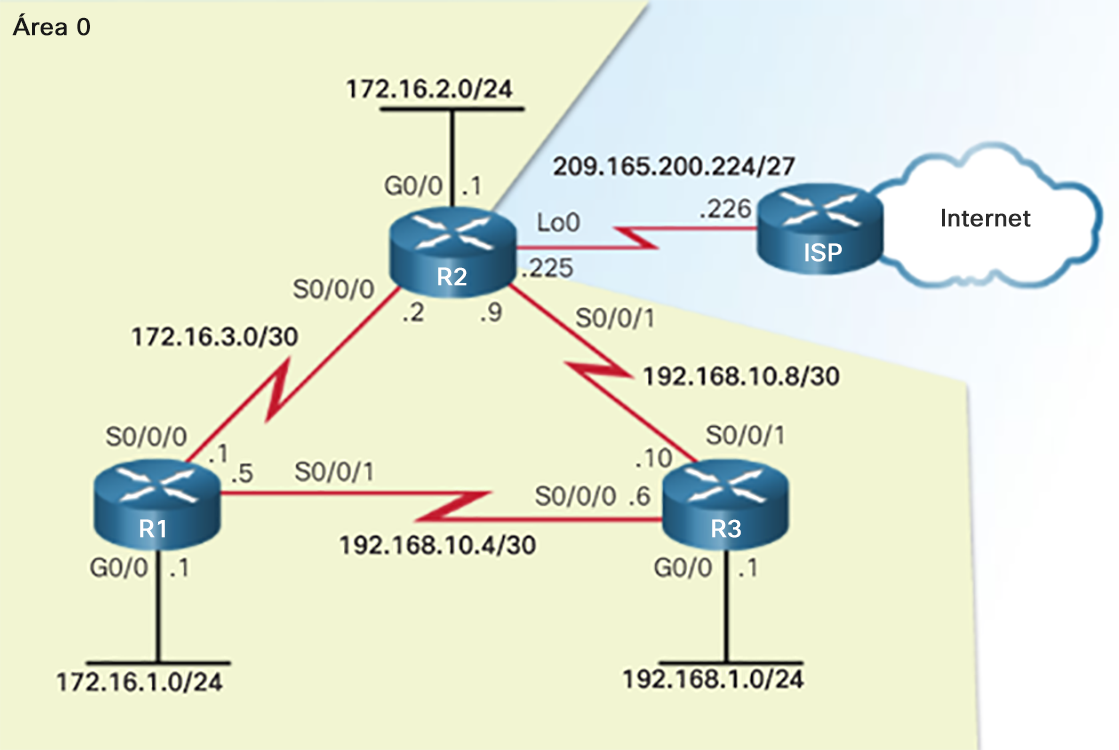 Área 0
172.16.2.0/24
G0/0
.1
209.165.200.224/27
.226
Lo0
.225
ISP
Internet
R2
S0/0/0
.2
.9
S0/0/1
172.16.3.0/30
192.168.10.8/30
S0/0/0
.1
.5
S0/0/1
S0/0/1
.10
S0/0/0
.6
R1
R3
192.168.10.4/30
G0/0
.1
G0/0
.1
172.16.1.0/24
192.168.1.0/24